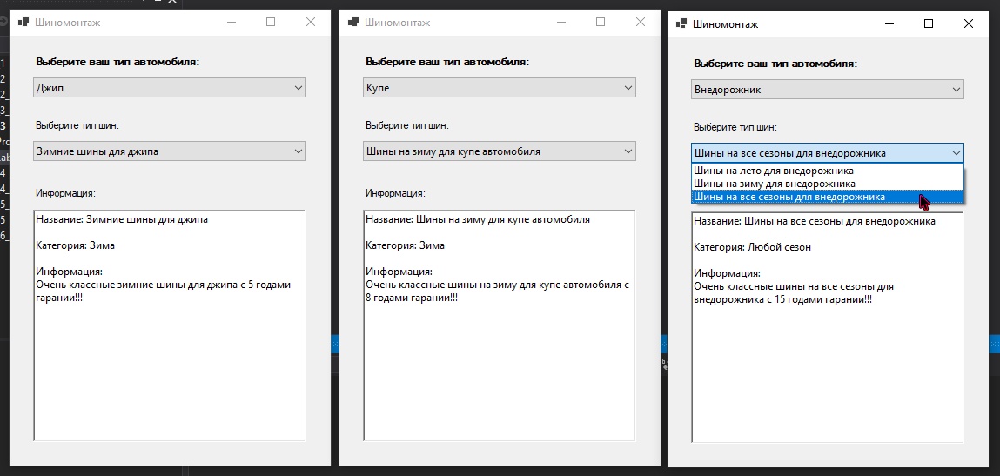 Шиномонтаж
Выберите ваш тип автомобиля:
Джип
Выберите тип шин:
Зимние шины для джипа
Информация:
Название: Зимние шины для джипа
Категория: Зима
Информация:
Очень классные зимние шины для джипа с 5 годами
гарании!!!
Шиномонтаж
Выберите ваш тип автомобиля:
Купе
Выберите тип шин:
Шины на зиму для купе автомобиля
Информация:
Название: Шины на зиму для купе автомобиля
Категория: Зима
Информация:
Очень классные шины на зиму для купе автомобиля с
8 годами гарании!!!
Шиномонтаж
Выберите ваш тип автомобиля:
Внедорожник
Выберите тип шин:
Шины на все сезоны для внедорожника
Шины на лето для внедорожника
Шины на зиму для внедорожника
Шины на все сезоны для внедорожника
Название: Шины на все сезоны для внедорожника
Категория: Любой сезон
Информация:
Очень классные шины на все сезоны для
внедорожника с 15 годами гарании!!!